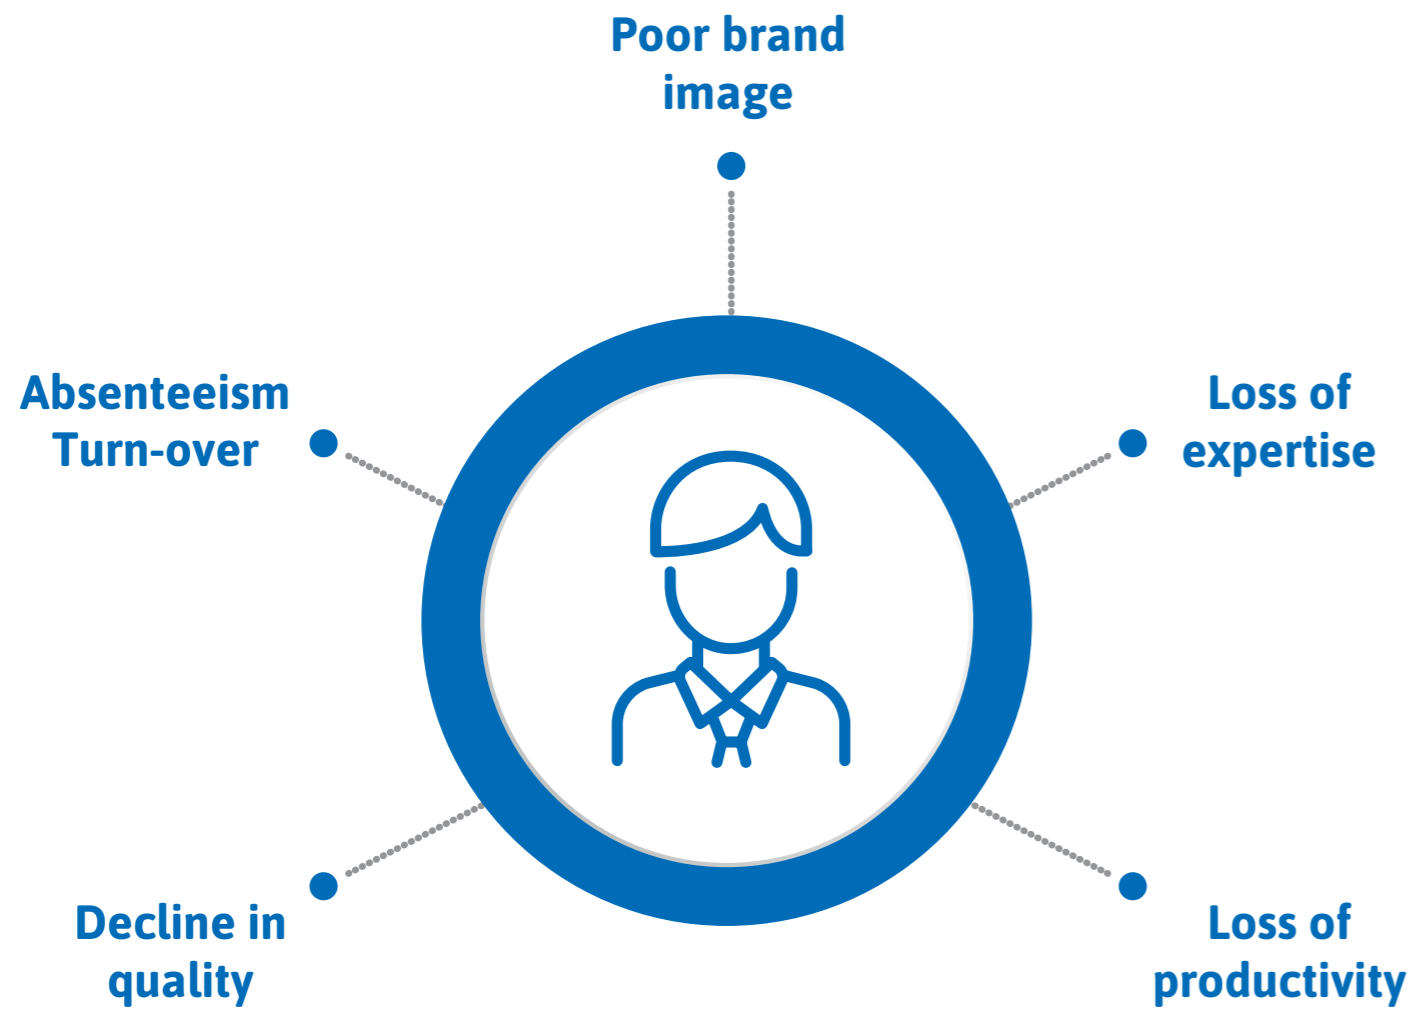 Poor brand
image
Absenteeism
Turn-over
Loss of
expertise
Decline in
quality
Loss of
productivity